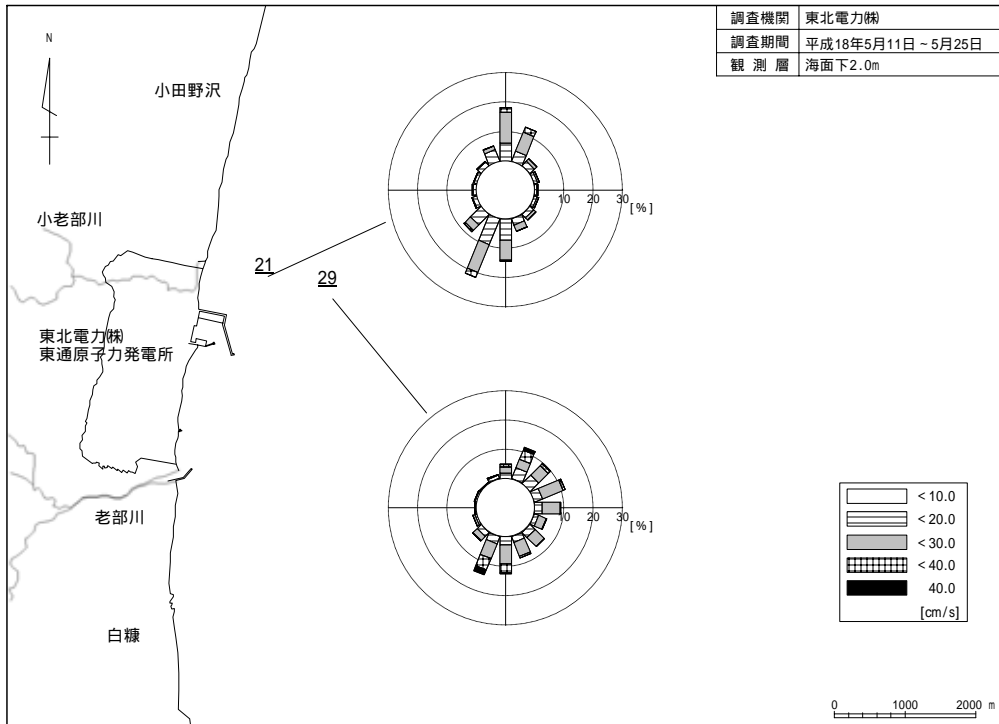 調査機関 東北電力㈱
調査期間 平成18年5月11日~5月25日
観測層 海面下2.0m
N
小田野沢
小老部川
10 20 30 [%]
21
29
東北電力㈱
東通原子力発電所
10 20 30 [%]
老部川
白糠
<10.0
<20.0
<30.0
<40.0
40.0
[cm/s]
0 1000 2000 m